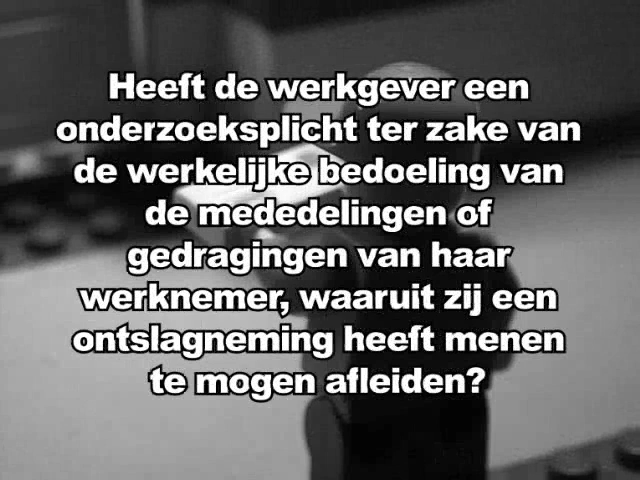 Heeft de werkgever een
onderzoeksplicht ter zake van
de werkelijke bedoeling van
de mededelingen of
gedragingen van haar
werknemer, waaruit zij een
ontslagneming heeft menen
te mogen afleiden?